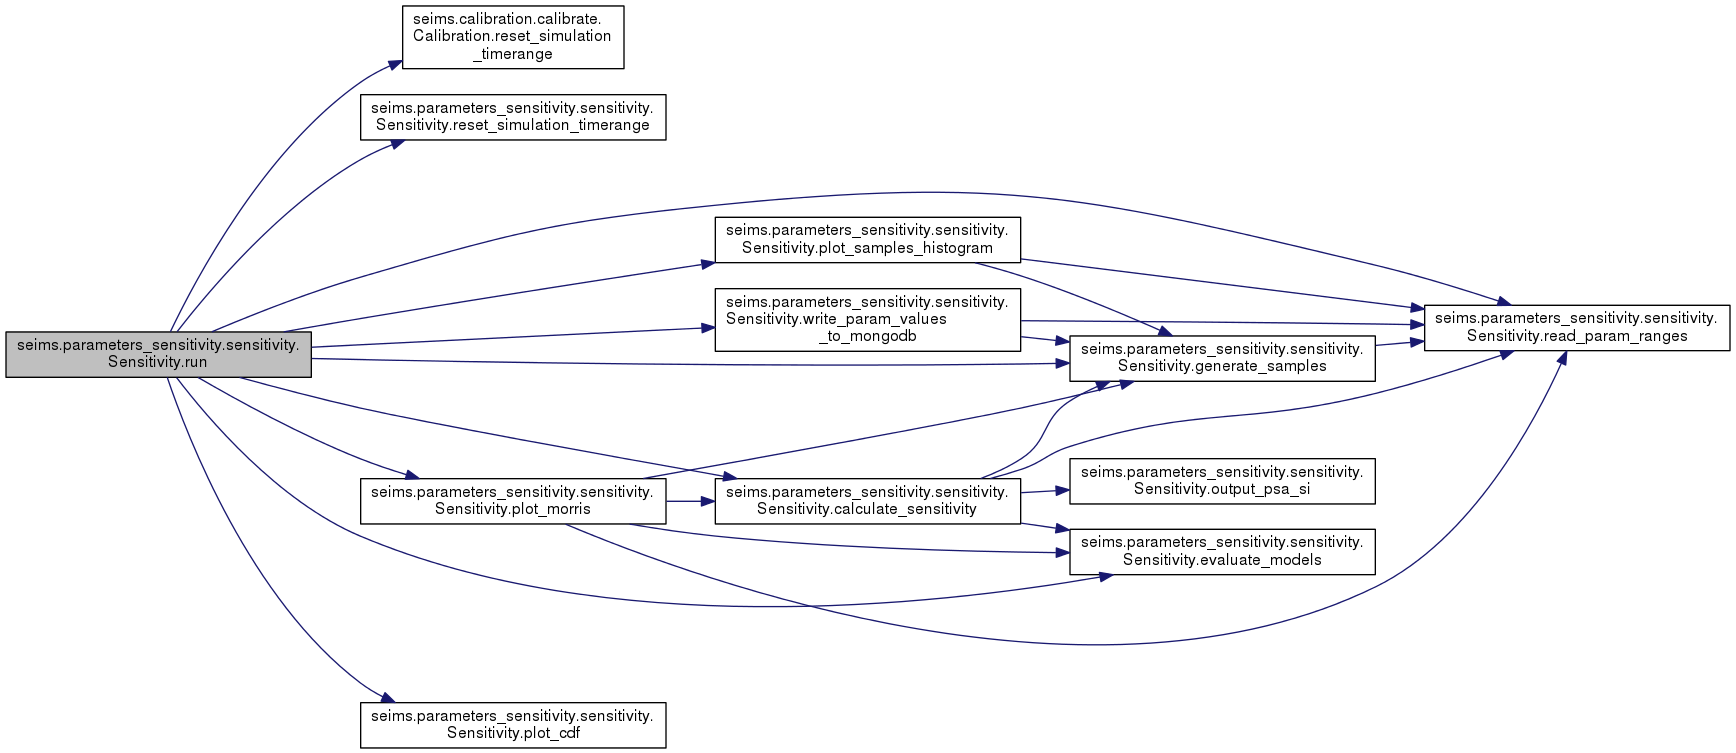 seims.calibration.calibrate.
Calibration.reset_simulation
_timerange
seims.parameters_sensitivity.sensitivity.
Sensitivity.reset_simulation_timerange
seims.parameters_sensitivity.sensitivity.
Sensitivity.plot_samples_histogram
seims.parameters_sensitivity.sensitivity.
Sensitivity.write_param_values
_to_mongodb
seims.parameters_sensitivity.sensitivity.
Sensitivity.read_param_ranges
seims.parameters_sensitivity.sensitivity.
Sensitivity.run
seims.parameters_sensitivity.sensitivity.
Sensitivity.generate_samples
seims.parameters_sensitivity.sensitivity.
Sensitivity.output_psa_si
seims.parameters_sensitivity.sensitivity.
Sensitivity.plot_morris
seims.parameters_sensitivity.sensitivity.
Sensitivity.calculate_sensitivity
seims.parameters_sensitivity.sensitivity.
Sensitivity.evaluate_models
seims.parameters_sensitivity.sensitivity.
Sensitivity.plot_cdf